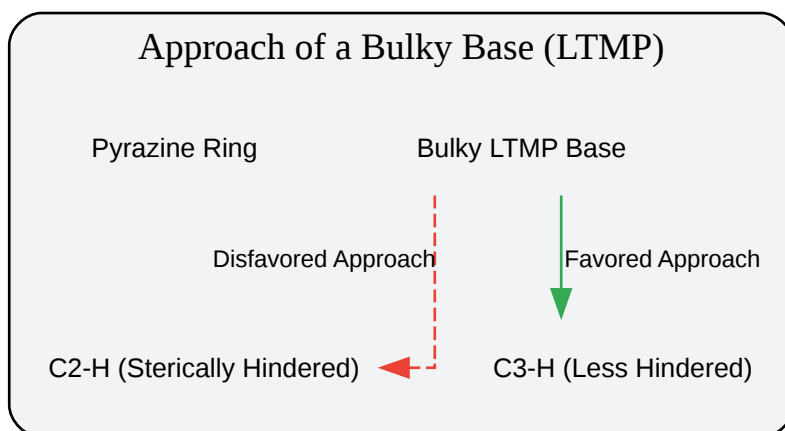 Approach of a Bulky Base (LTMP)
Pyrazine Ring
Bulky LTMP Base
Disfavored Approach
Favored Approach
C2-H (Sterically Hindered)
C3-H (Less Hindered)